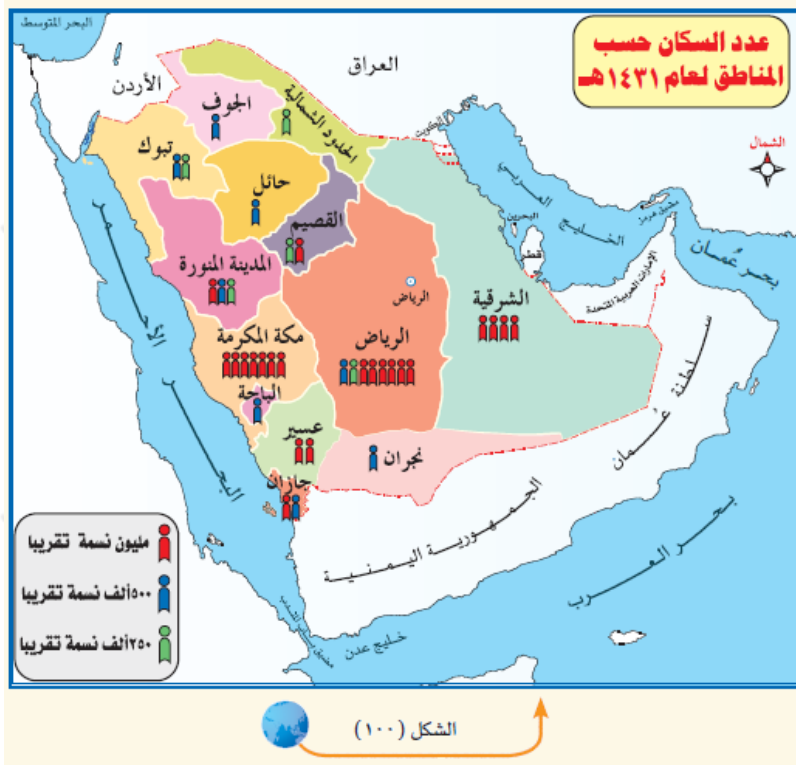 عدد السكان حسب
المناطق لعام ١٤٣١هـ
البحر المتوسط
العراق
الأردن
الشمال
الكويت
الجوف
الحدود الشمالية
تبوك
حائل
القصيم
الخليج العربي
مضيق هرمز
البحرين
قطر
بحر عُمان
المدينة المنورة
الرياض
الإمارات العربية المتحدة
الشرقية
مكة المكرمة
الرياض
الباحة
عسير
نجران
جازان
البحر الأحمر
سلطنة عُمان
الجمهورية اليمنية
بحر العرب
خليج عدن
مليون نسمة تقريبا
٥٠٠ألف نسمة تقريبا
٢٥٠ألف نسمة تقريبا
الشكل (١٠٠)